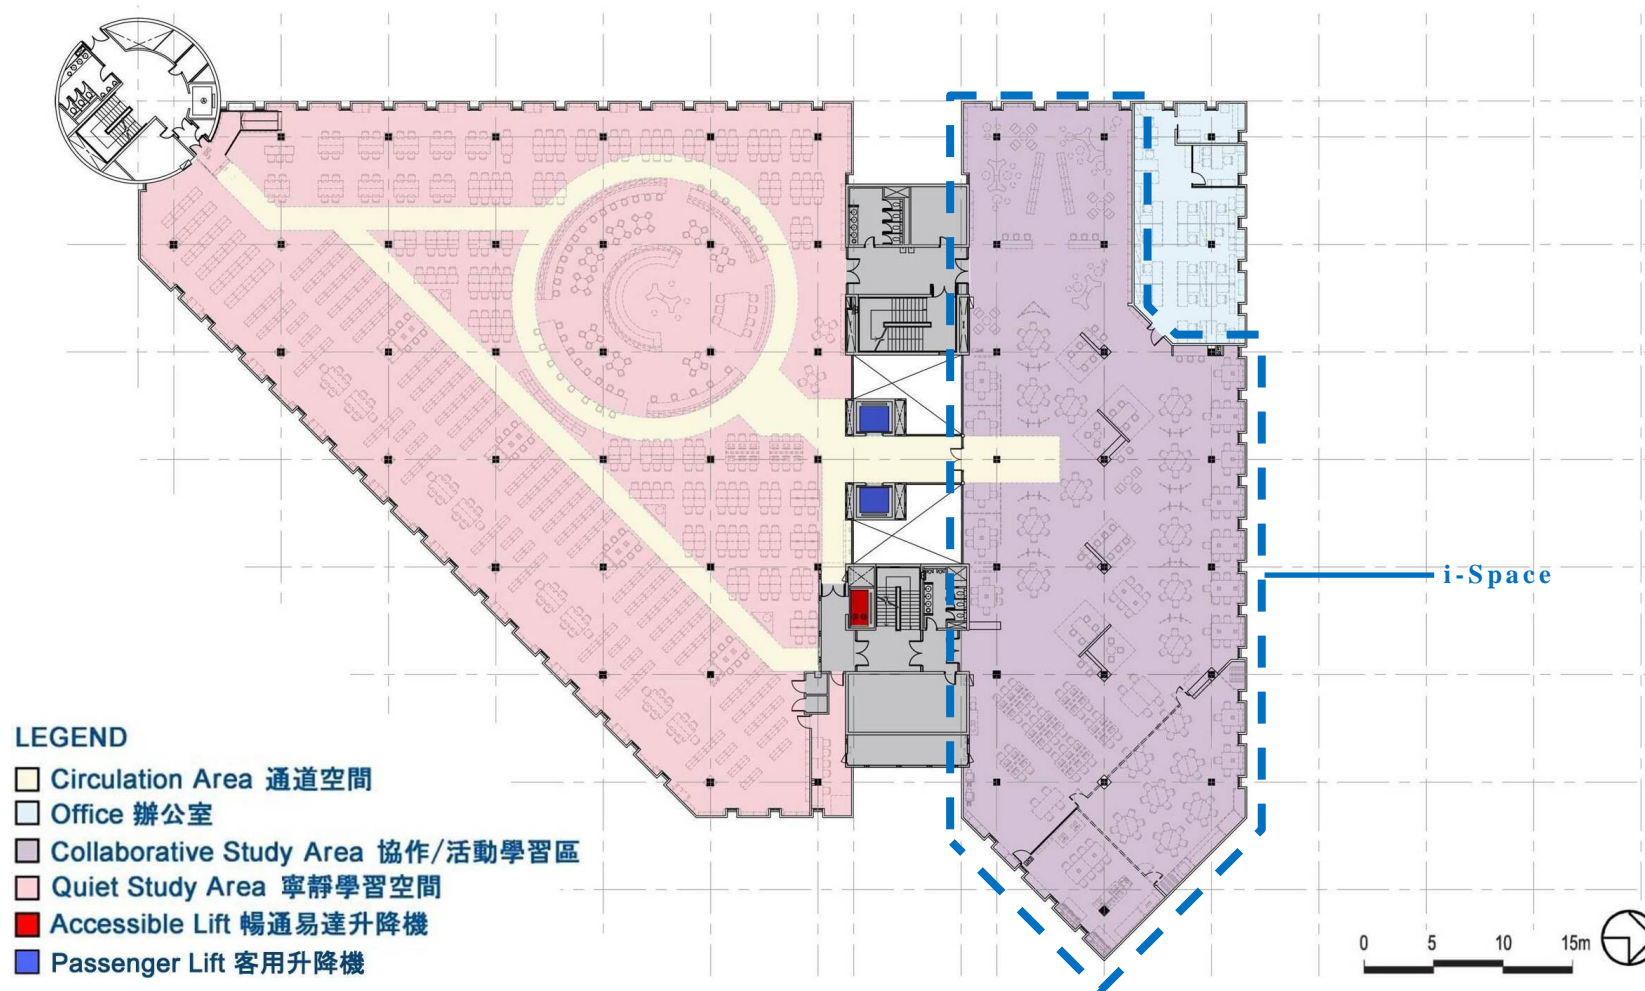 i-Space
LEGEND
Circulation Area 通道空間
Office 辦公室
Collaborative Study Area 協作/活動學習區
Quiet Study Area 寧靜學習空間
Accessible Lift 暢通易達升降機
Passenger Lift 客用升降機
0 5 10 15m